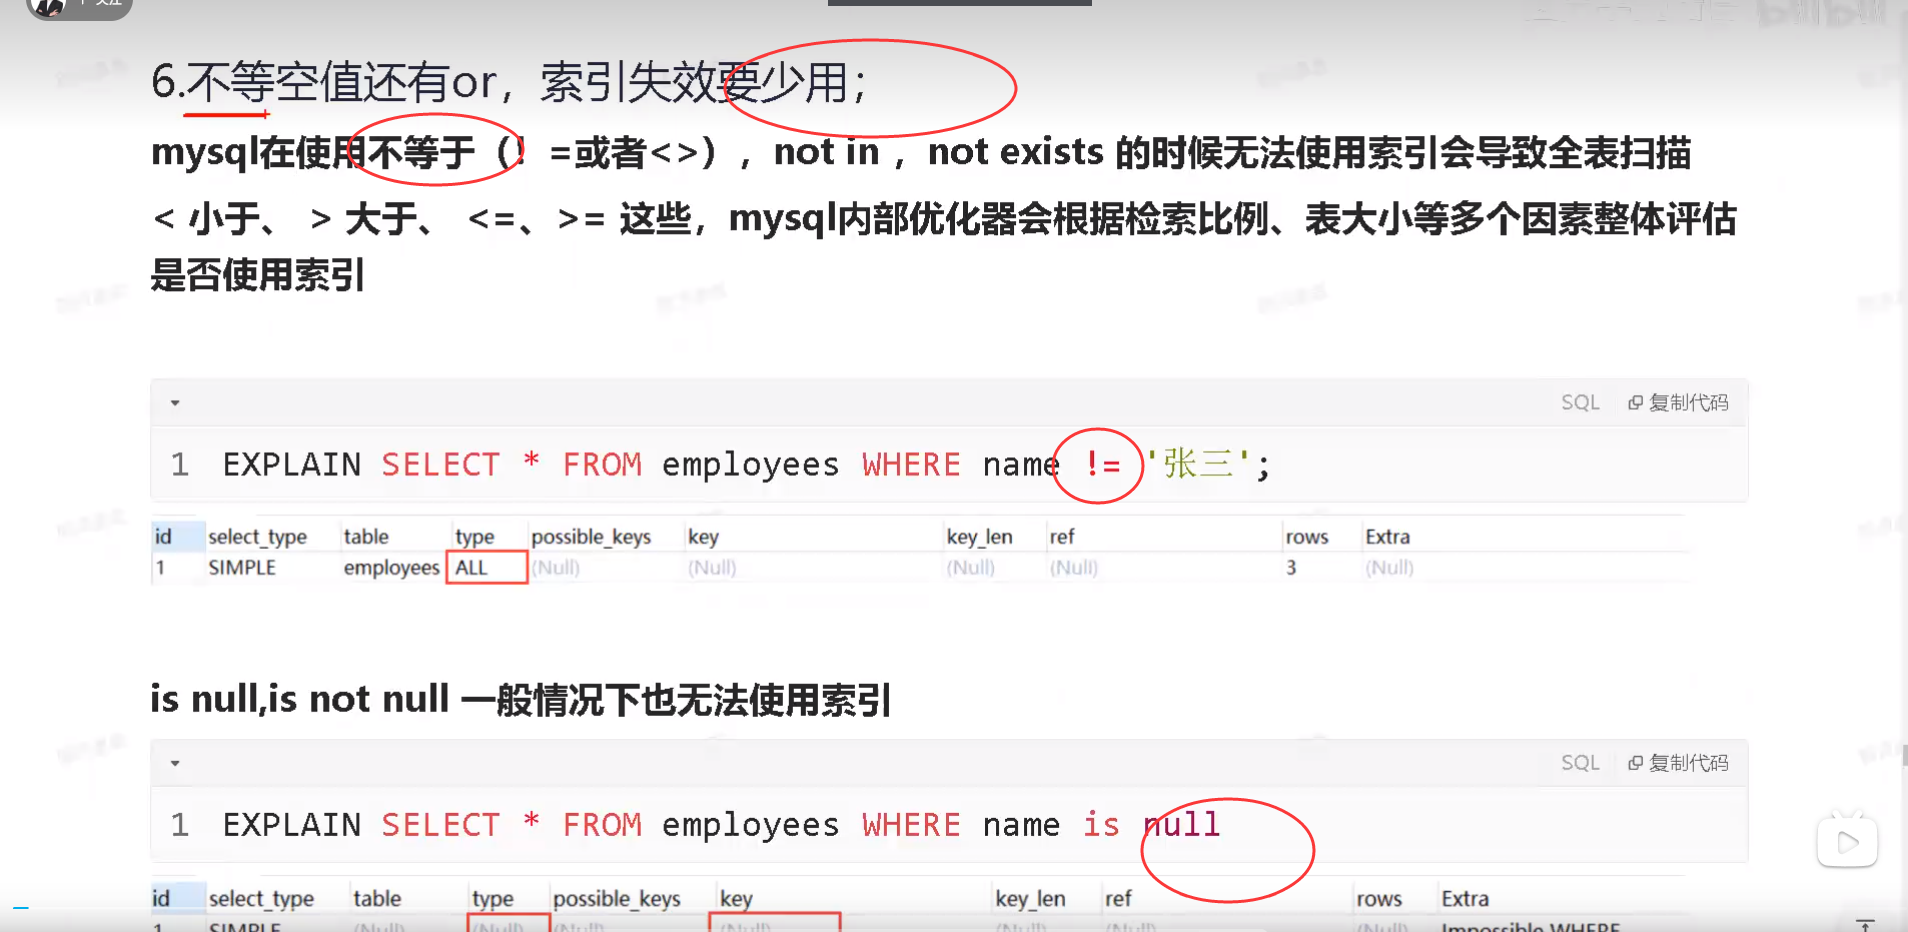 6.不等空值还有or，索引失效要少用；
mysql在使用不等于（! =或者<>），not in ，not exists 的时候无法使用索引会导致全表扫描
< 小于、 > 大于、 <=、>= 这些，mysql内部优化器会根据检索比例、表大小等多个因素整体评估
是否使用索引
SQL 复制代码
1 EXPLAIN SELECT * FROM employees WHERE name != '张三';
id select_type table type possible_keys key key_len ref rows Extra
1 SIMPLE employees ALL (Null) (Null) (Null) (Null) 3 (Null)
is null,is not null 一般情况下也无法使用索引
SQL 复制代码
1 EXPLAIN SELECT * FROM employees WHERE name is null
id select_type table type possible_keys key key_len ref rows Extra
1 SIMPLE (Null) (Null) (Null) (Null) (Null) (Null) (Null) Impossible WHERE